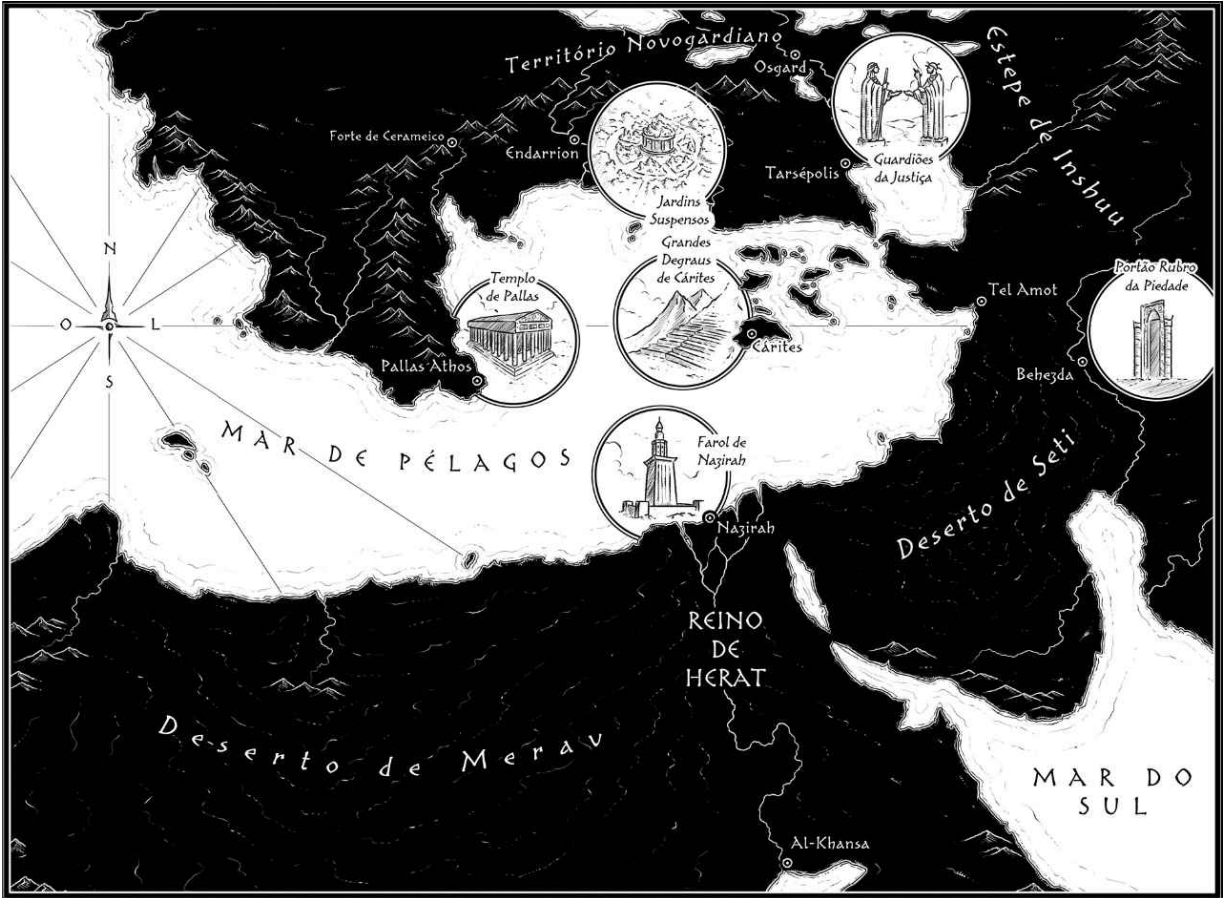 Território Novogardiano
Osgard
Estepe de Inshuu
Forte de Cerameico
Endarrion
Tarsépolis
Guardiões
da Justiça
Jardins
Suspensos
N
O
L
S
Grandes
Degraus
de Cárites
Templo
de Pallas
Portão Rubro
da Piedade
Tel Amot
Cárites
Pallas Athos
Behezda
MAR DE PÉLAGOS
Farol de
Nazirah
Nazirah
Deserto de Seti
REINO
DE
HERAT
Deserto de Merav
MAR DO
SUL
Al-Khansa